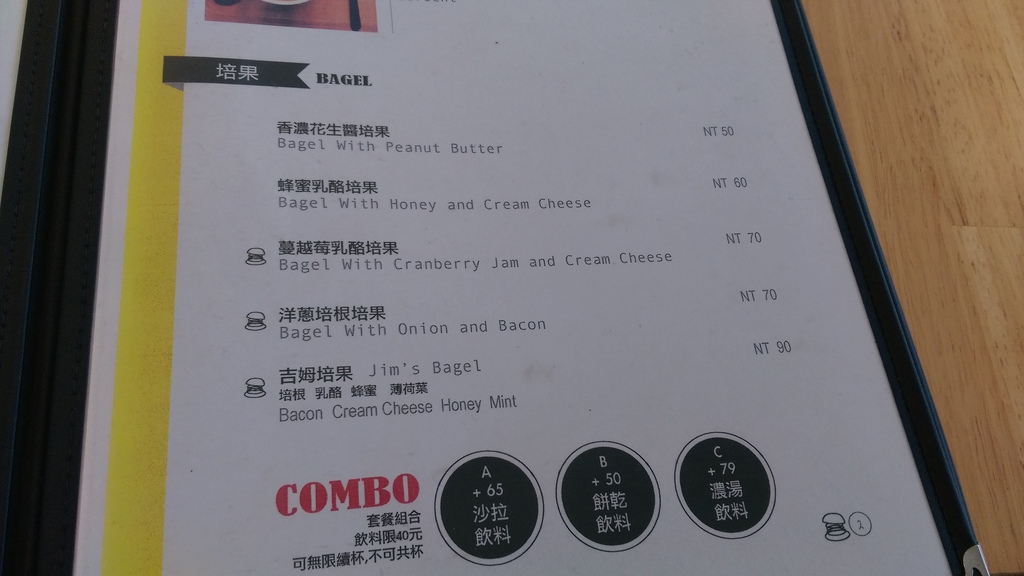 培果 BAGEL
香濃花生醬培果 NT 50
Bagel With Peanut Butter
蜂蜜乳酪培果 NT 60
Bagel With Honey and Cream Cheese
蔓越莓乳酪培果 NT 70
Bagel With Cranberry Jam and Cream Cheese
洋蔥培根培果 NT 70
Bagel With Onion and Bacon
吉姆培果 Jim's Bagel NT 90
培根 乳酪 蜂蜜 薄荷葉
Bacon Cream Cheese Honey Mint
COMBO
套餐組合
飲料限40元
可無限續杯,不可共杯
A
+ 65
沙拉
飲料
B
+ 50
餅乾
飲料
C
+ 79
濃湯
飲料
2